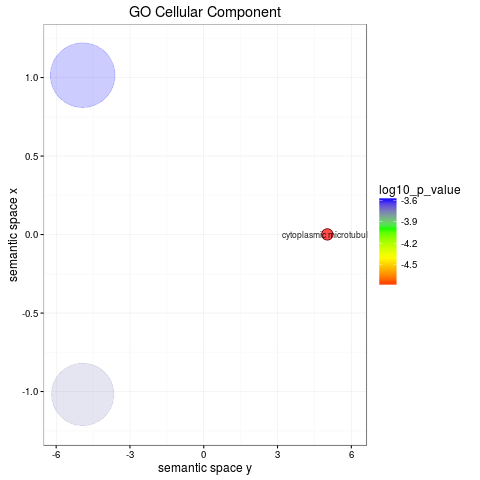 GO Cellular Component
semantic space x
1.0
0.5
0.0
-0.5
-1.0
cytoplasmic microtubul
-6
-3
0
3
6
semantic space y
log10_p_value
-3.6
-3.9
-4.2
-4.5